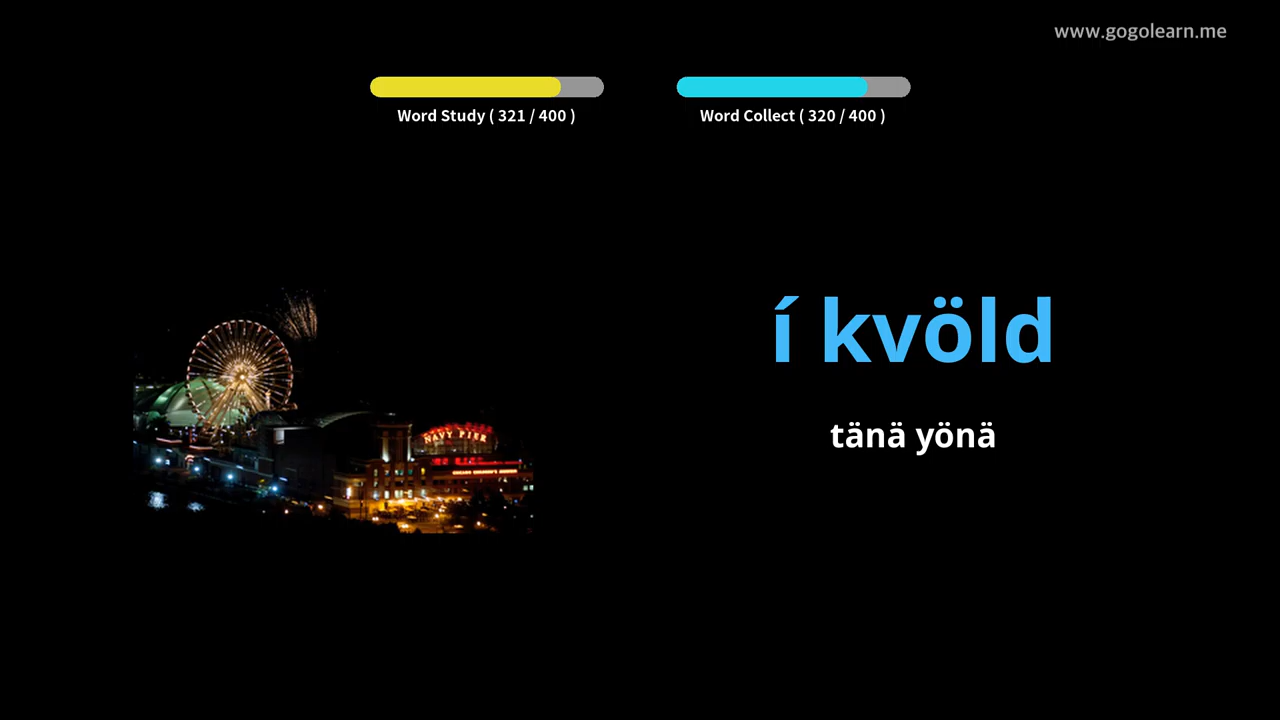 www.gogolearn.me
Word Study ( 321 / 400 )
Word Collect ( 320 / 400 )
í kvöld
tänä yönä
NAVY PIER